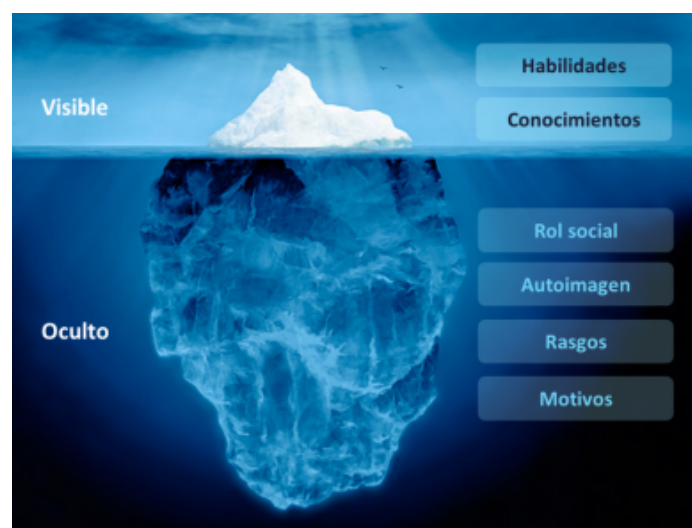 Habilidades
Visible
Conocimientos
Rol social
Autoimagen
Oculto
Rasgos
Motivos